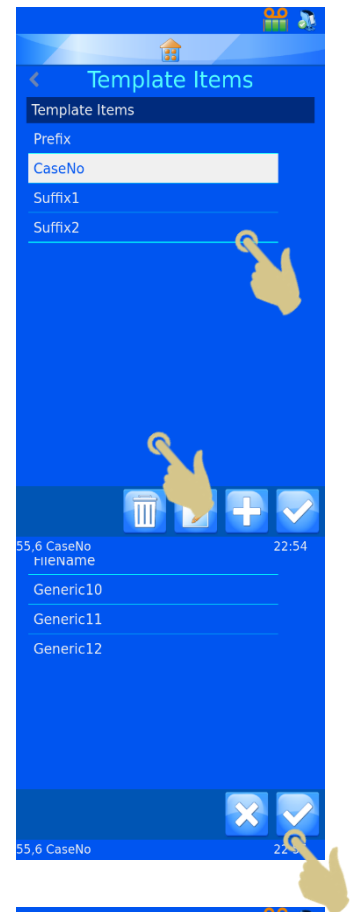 Template Items
Template Items
Prefix
CaseNo
Suffix1
Suffix2
55,6 CaseNo 22:54
FileName
Generic10
Generic11
Generic12
55,6 CaseNo